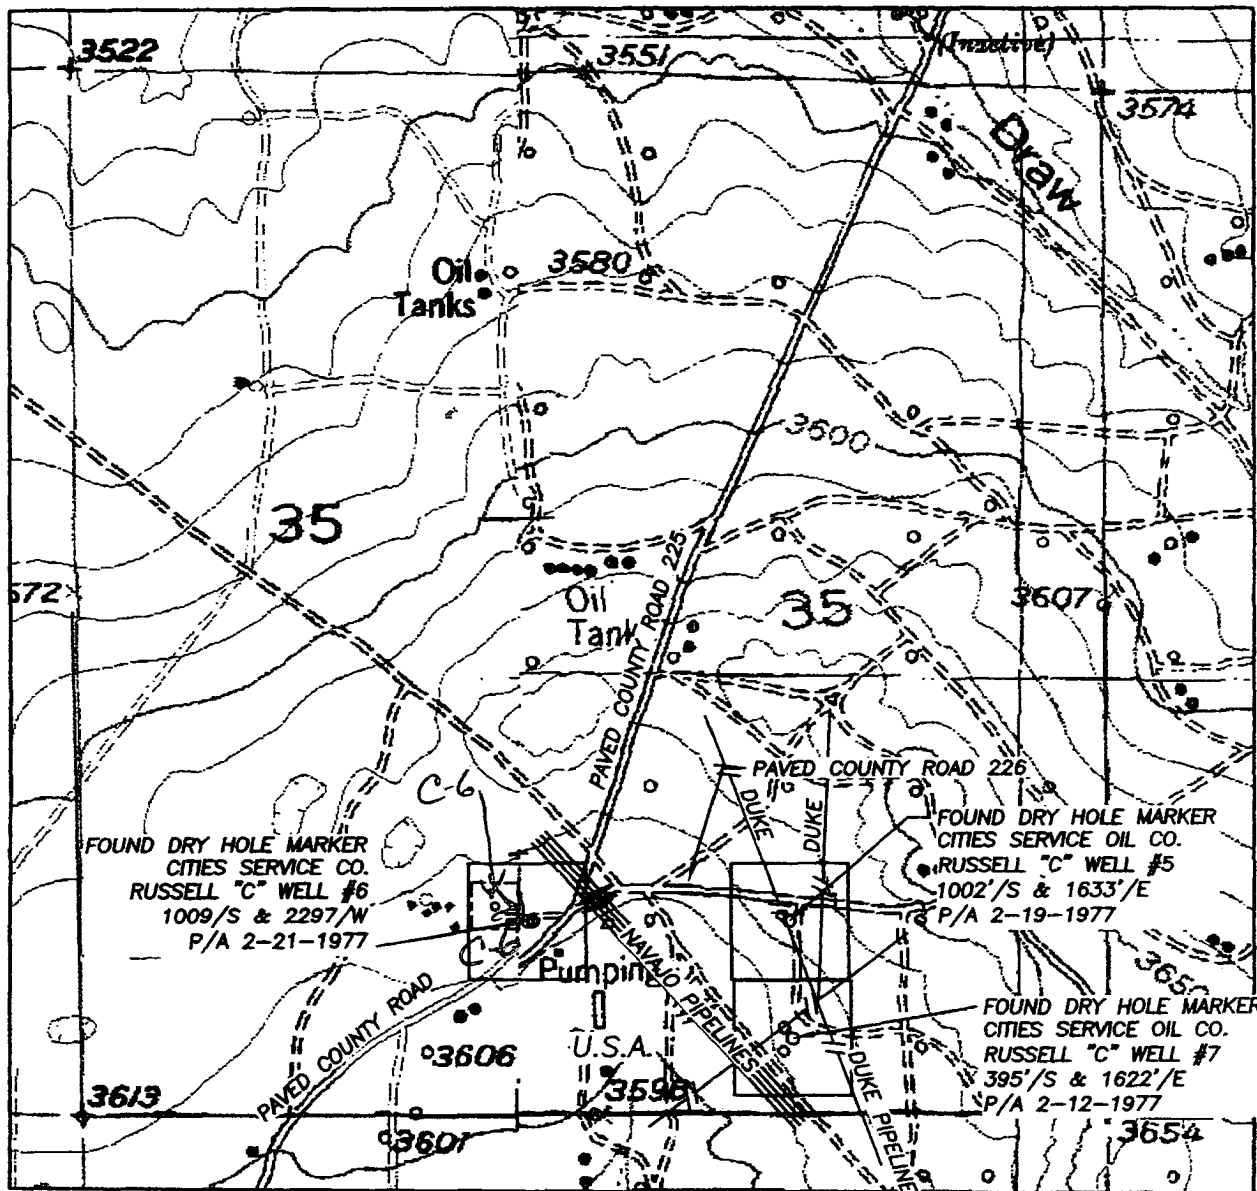 3522
3551
(Inactive)
3574
Draw
Oil
Tanks
3580
3600
35
PAVED COUNTY ROAD 225
Oil
Tank
35
3607
PAVED COUNTY ROAD 226
DUKE
DUKE
C-6
FOUND DRY HOLE MARKER
CITIES SERVICE CO.
RUSSELL "C" WELL #6
1009/S & 2297/W
P/A 2-21-1977
FOUND DRY HOLE MARKER
CITIES SERVICE OIL CO.
RUSSELL "C" WELL #5
1002'/S & 1633'/E
P/A 2-19-1977
Pumping
NAVAJO PIPELINES
PAVED COUNTY ROAD
FOUND DRY HOLE MARKER
CITIES SERVICE OIL CO.
RUSSELL "C" WELL #7
395'/S & 1622'/E
P/A 2-12-1977
U.S.A.
3606
DUKE PIPELINE
3613
3601
3654